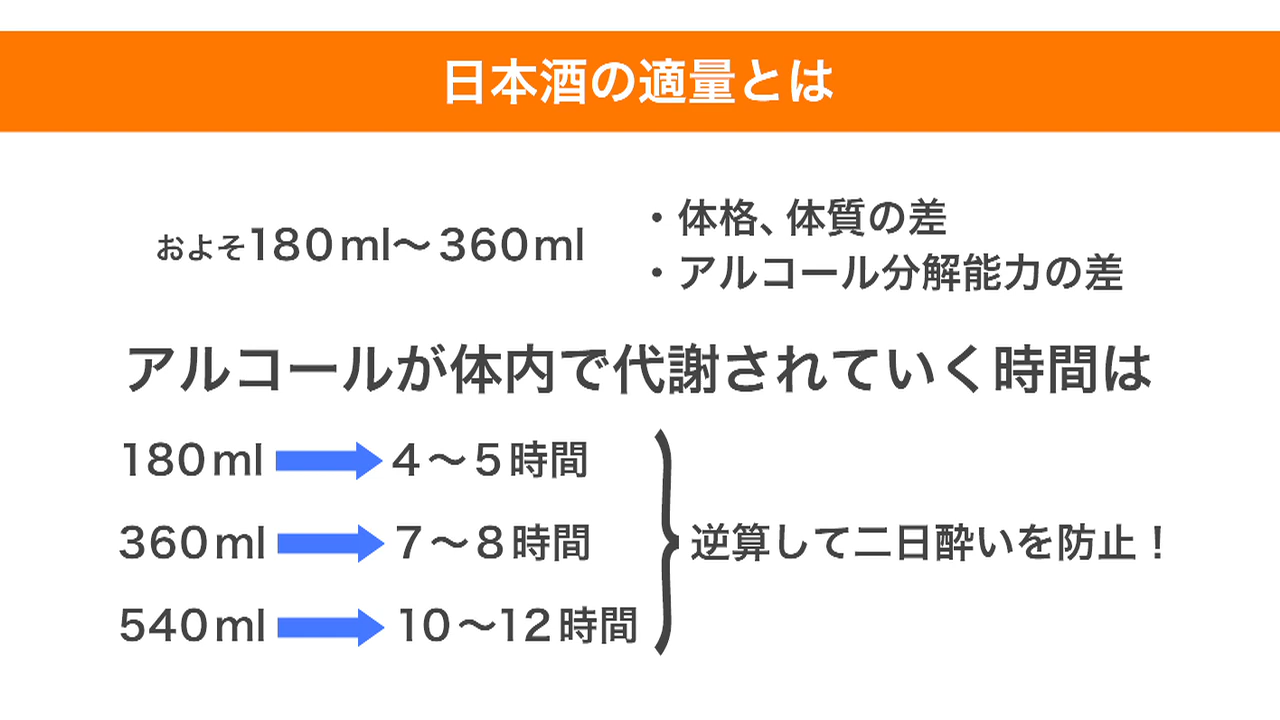 日本酒の適量とは
およそ180ml〜360ml
・体格、体質の差
・アルコール分解能力の差
アルコールが体内で代謝されていく時間は
180ml 4〜5時間
360ml 7〜8時間
540ml 10〜12時間
逆算して二日酔いを防止！